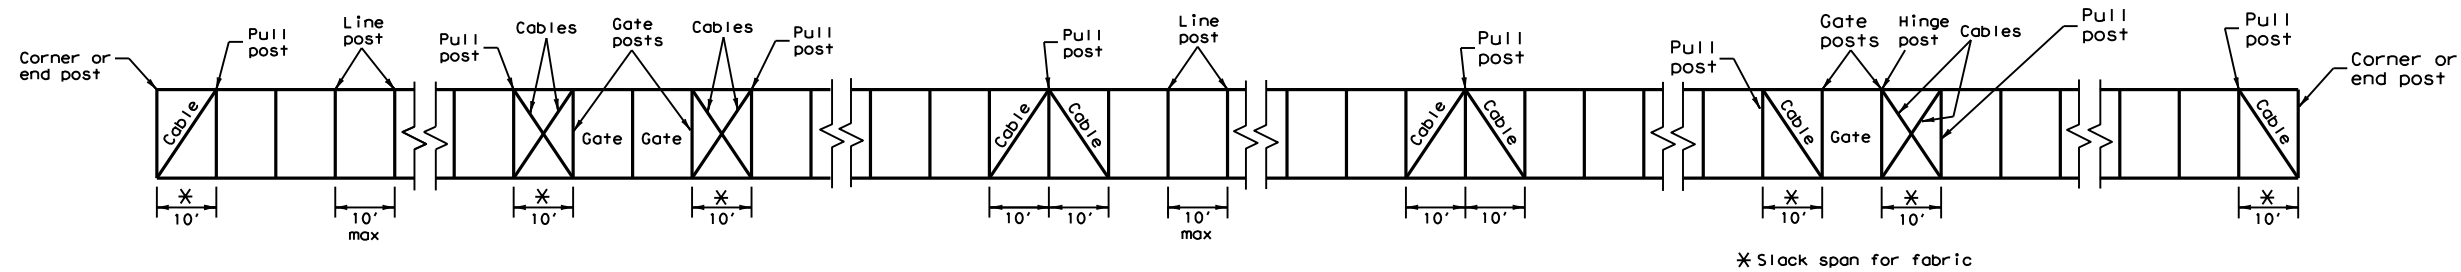 Corner or
end post
Pull
post
Line
post
Pull
post
Cables
Gate
posts
Cables
Pull
post
Pull
post
Line
post
Pull
post
Pull
post
Gate
posts
Hinge
post
Cables
Pull
post
Pull
post
Corner or
end post
Cable
Gate
Gate
Cable
Cable
Cable
Cable
Cable
Gate
Cable
*
10'
10'
max
*
10'
*
10'
10'
10'
10'
max
10'
10'
*
10'
*
10'
*
10'
* Slack span for fabric